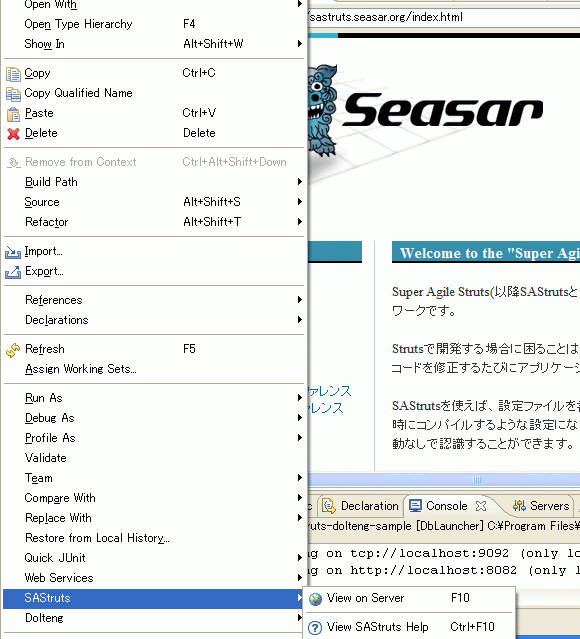 Open With
Open Type Hierarchy F4
Show In Alt+Shift+W
Copy Ctrl+C
Copy Qualified Name
Paste Ctrl+V
Delete Delete
Remove from Context Ctrl+Alt+Shift+Down
Build Path
Source Alt+Shift+S
Refactor Alt+Shift+T
Import...
Export...
References
Declarations
Refresh F5
Assign Working Sets...
Run As
Debug As
Profile As
Validate
Team
Compare With
Replace With
Restore from Local History...
Quick JUnit
Web Services
SAStruts
Dolteng
View on Server F10
View SAStruts Help Ctrl+F10
/sastruts.seasar.org/index.html
Seasar
Welcome to the "Super Agi
Super Agile Struts(以降SAStrutsと
ワークです。
Strutsで開発する場合に困ることは
コードを修正するたびにアプリケーシ
SAStrutsを使えば、設定ファイルを
時にコンパイルするような設定にな
動なしで認識することができます。
ファレンス
レンス
Declaration Console Servers
ruts-dolteng-sample [DbLauncher] C:¥Program Files¥
ng on tcp://localhost:9092 (only lo
ng on http://localhost:8082 (only l